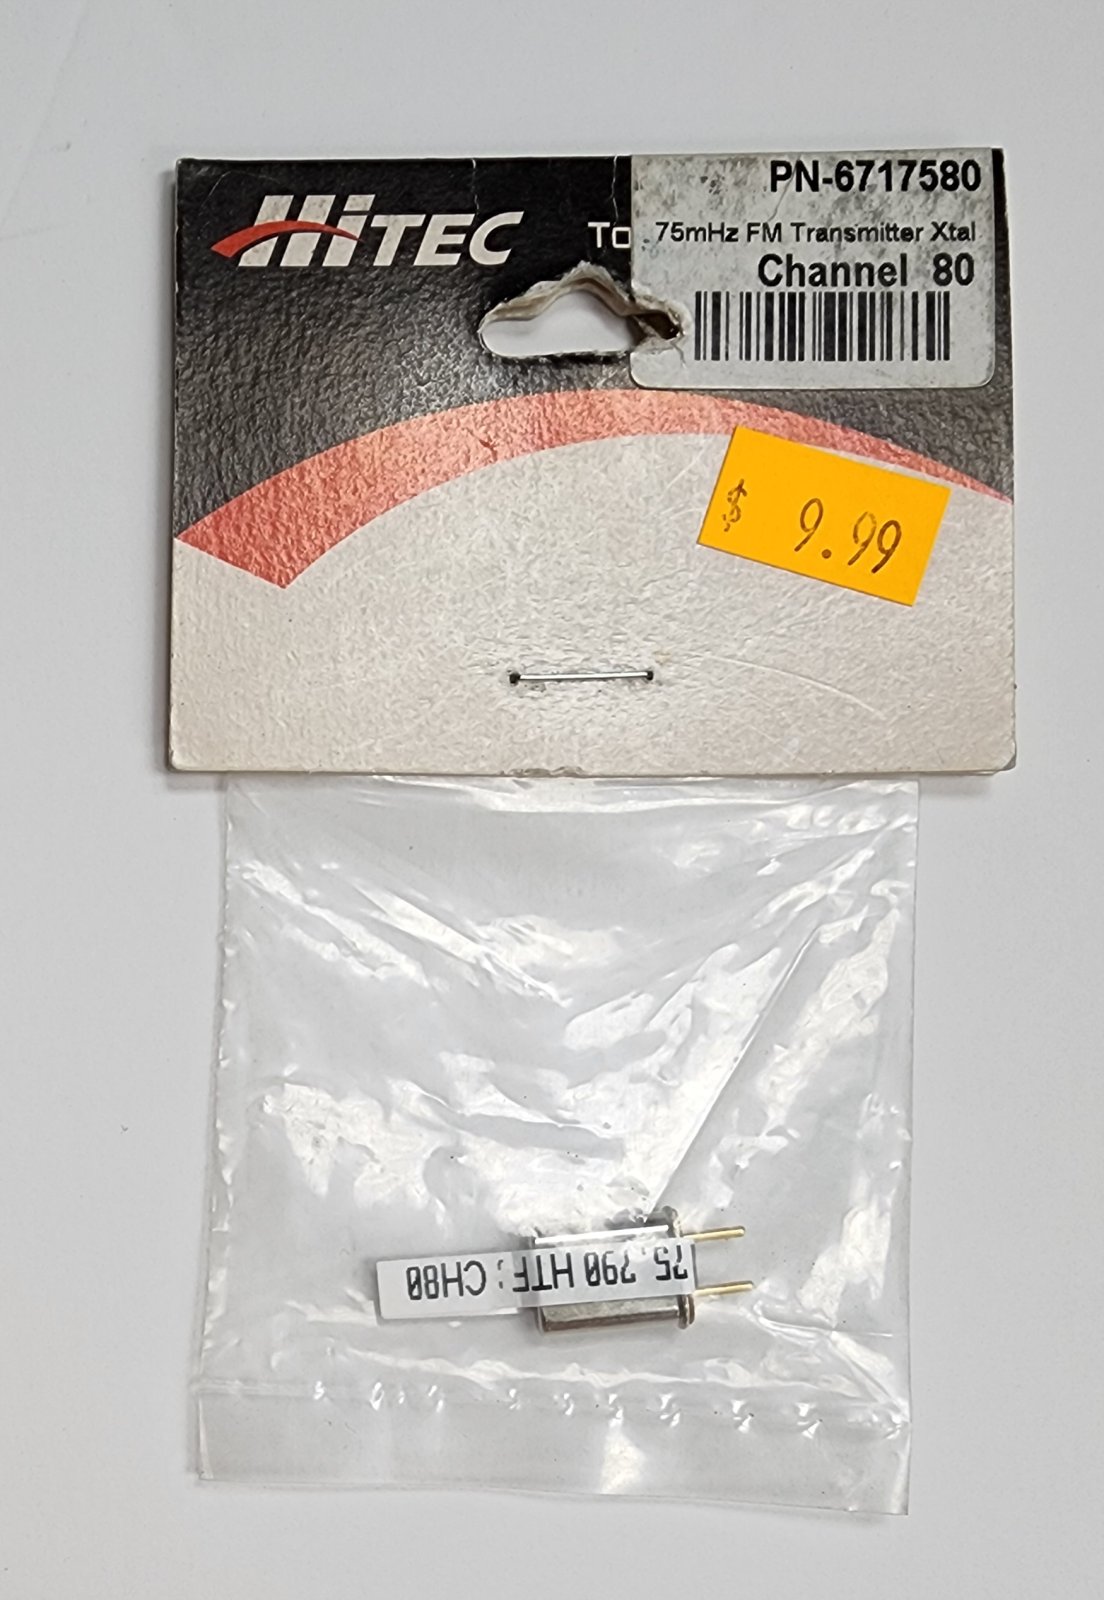 HiTEC
To
PN-6717580
75mHz FM Transmitter Xtal
Channel 80
$ 9.99
75.790 HTF: CH80